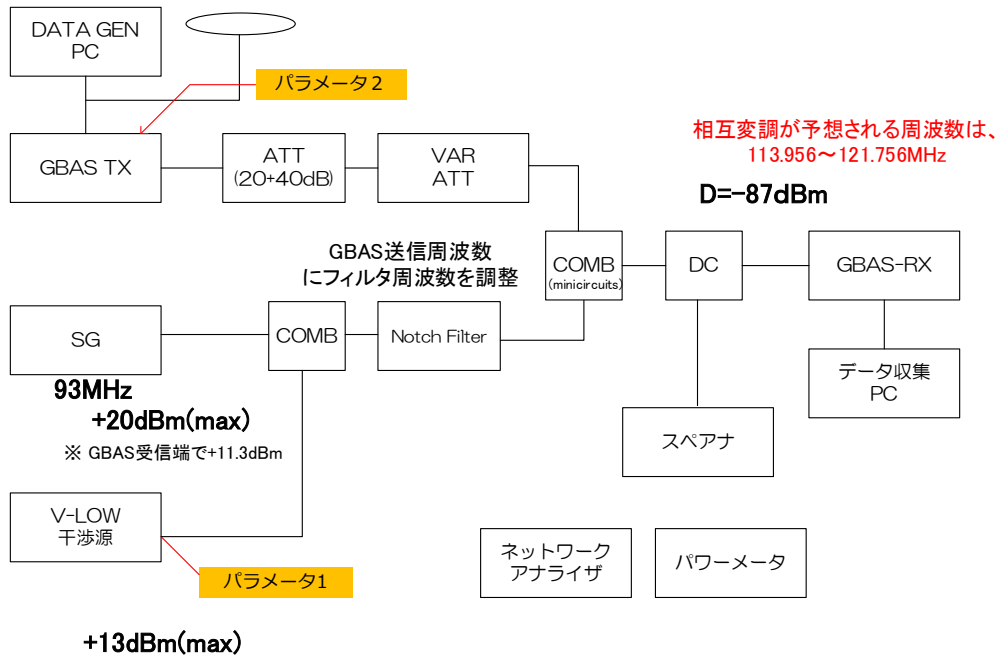 DATA GEN
PC
パラメータ２
GBAS TX
ATT
(20+40dB)
VAR
ATT
相互変調が予想される周波数は、
113.956～121.756MHz
D=-87dBm
GBAS送信周波数
にフィルタ周波数を調整
COMB
(minicircuits)
DC
GBAS-RX
SG
COMB
Notch Filter
データ収集
PC
93MHz
+20dBm(max)
※ GBAS受信端で+11.3dBm
スペアナ
V-LOW
干渉源
パラメータ1
ネットワーク
アナライザ
パワーメータ
+13dBm(max)